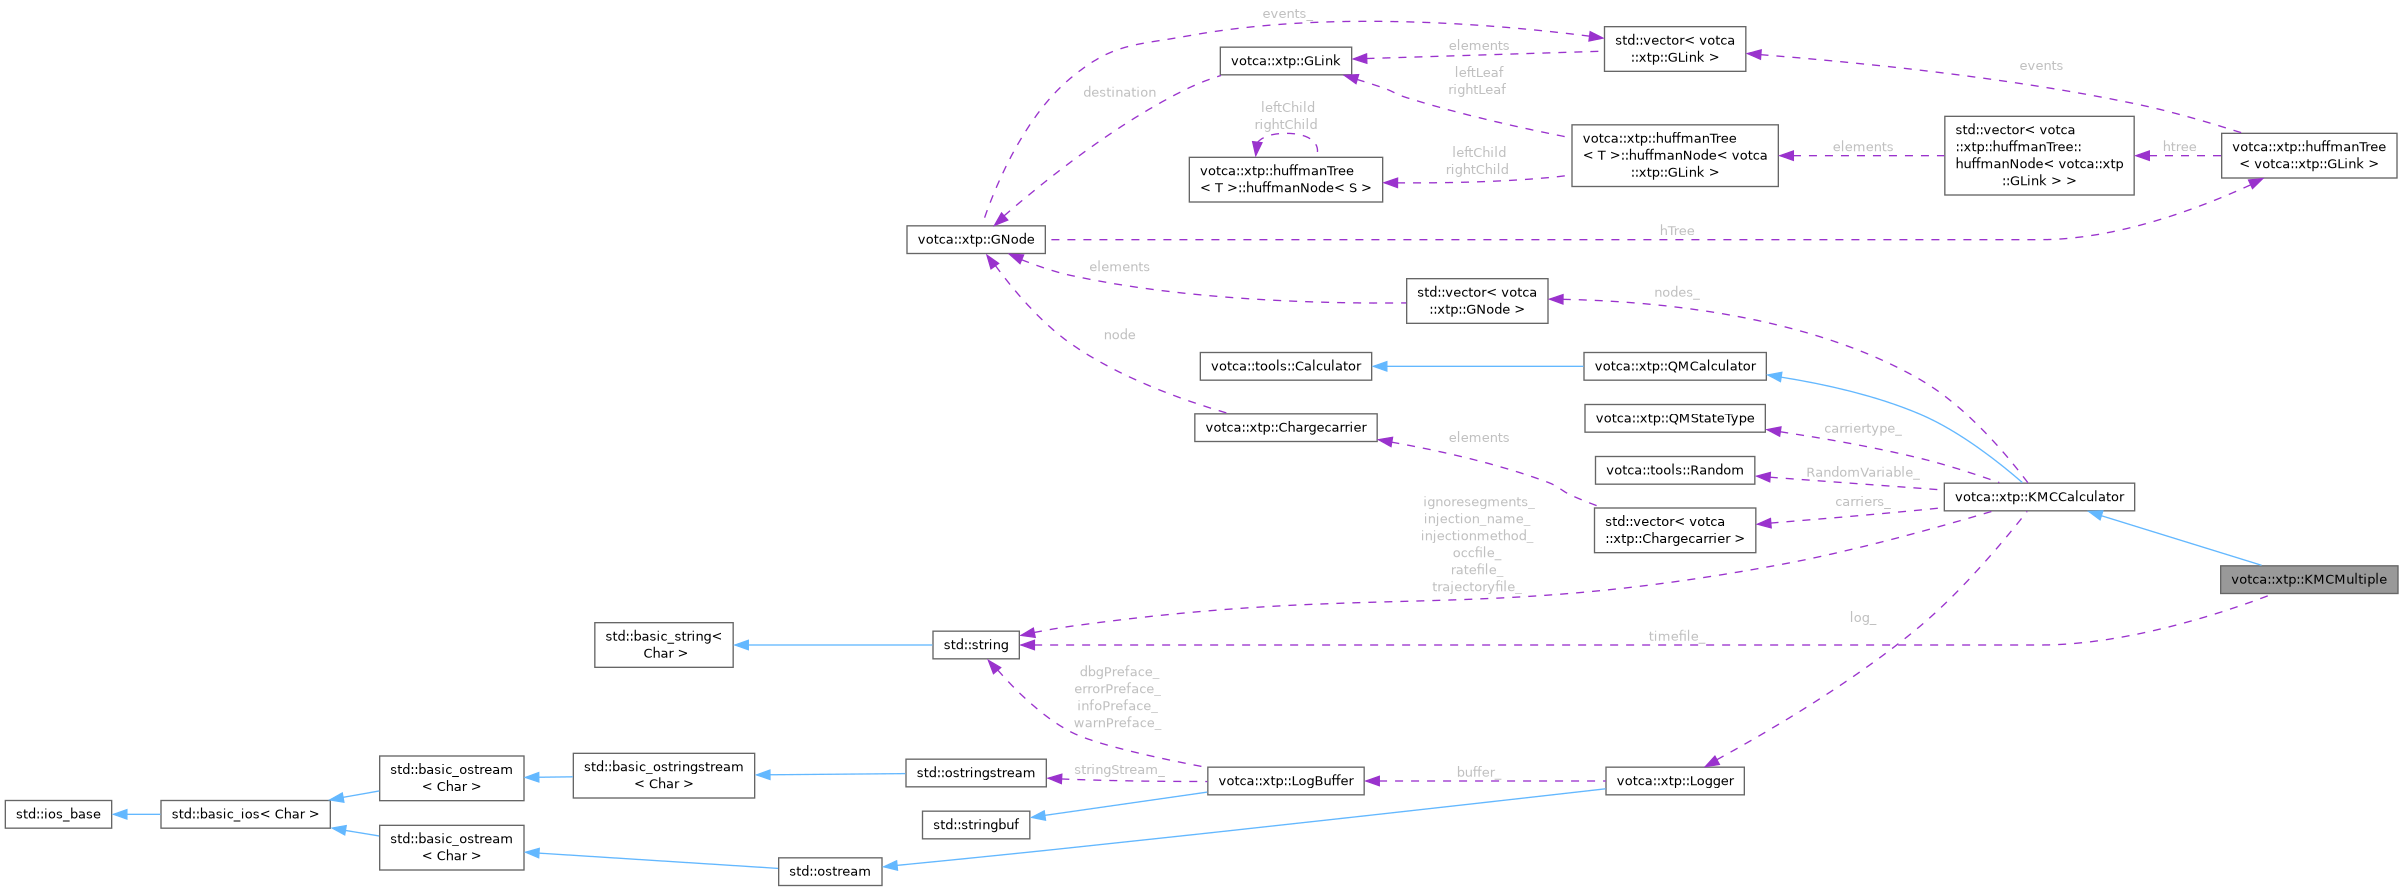 events_
std::vector< votca
::xtp::GLink >
elements
votca::xtp::GLink
events
leftLeaf
rightLeaf
destination
leftChild
rightChild
votca::xtp::huffmanTree
< T >::huffmanNode< votca
::xtp::GLink >
std::vector< votca
::xtp::huffmanTree::
huffmanNode< votca::xtp
::GLink > >
votca::xtp::huffmanTree
< votca::xtp::GLink >
elements
htree
leftChild
rightChild
votca::xtp::huffmanTree
< T >::huffmanNode< S >
votca::xtp::GNode
hTree
elements
std::vector< votca
::xtp::GNode >
nodes_
node
votca::tools::Calculator
votca::xtp::QMCalculator
votca::xtp::QMStateType
carriertype_
votca::xtp::Chargecarrier
elements
votca::tools::Random
RandomVariable_
votca::xtp::KMCCalculator
carriers_
std::vector< votca
::xtp::Chargecarrier >
ignoresegments_
injection_name_
injectionmethod_
occfile_
ratefile_
trajectoryfile_
votca::xtp::KMCMultiple
log_
std::basic_string<
Char >
std::string
timefile_
dbgPreface_
errorPreface_
infoPreface_
warnPreface_
std::basic_ostream
< Char >
std::basic_ostringstream
< Char >
std::ostringstream
stringStream_
votca::xtp::LogBuffer
buffer_
votca::xtp::Logger
std::ios_base
std::basic_ios< Char >
std::stringbuf
std::basic_ostream
< Char >
std::ostream